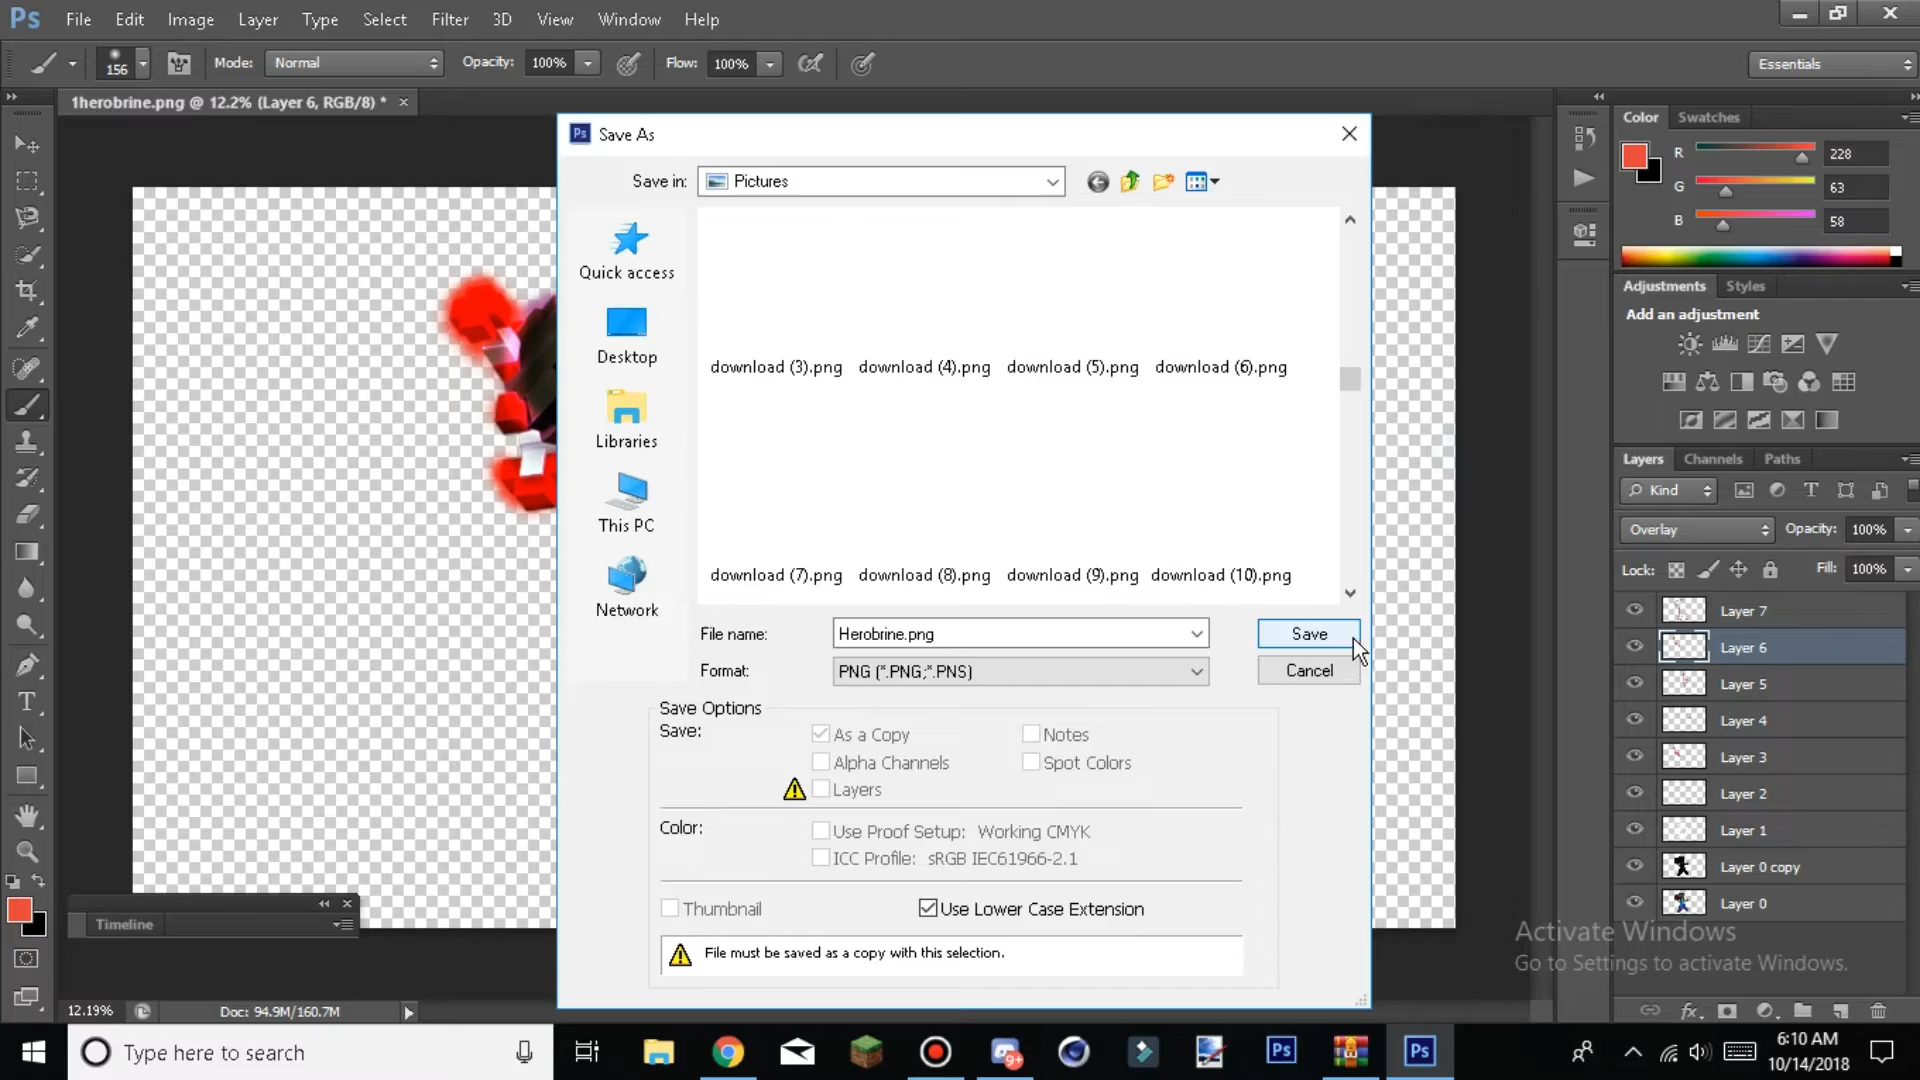 Ps File Edit Image Layer Type Select Filter 3D View Window Help
156 Mode: Normal Opacity: 100% Flow: 100% Essentials
1herobrine.png @ 12.2% (Layer 6, RGB/8) *
Color Swatches
R 228
G 63
B 58
Adjustments Styles
Add an adjustment
Layers Channels Paths
Kind
Overlay Opacity: 100%
Lock: Fill: 100%
Layer 7
Layer 6
Layer 5
Layer 4
Layer 3
Layer 2
Layer 1
Layer 0 copy
Layer 0
Ps Save As
Save in: Pictures
Quick access
Desktop
Libraries
This PC
Network
download (3).png download (4).png download (5).png download (6).png
download (7).png download (8).png download (9).png download (10).png
File name: Herobrine.png Save
Format: PNG (*.PNG;*.PNS) Cancel
Save Options
Save: As a Copy Notes
Alpha Channels Spot Colors
Layers
Color: Use Proof Setup: Working CMYK
ICC Profile: sRGB IEC61966-2.1
Thumbnail Use Lower Case Extension
File must be saved as a copy with this selection.
Timeline
12.19% Doc: 94.9M/160.7M
Activate Windows
Go to Settings to activate Windows.
Type here to search 9+ Ps Ps
6:10 AM
10/14/2018